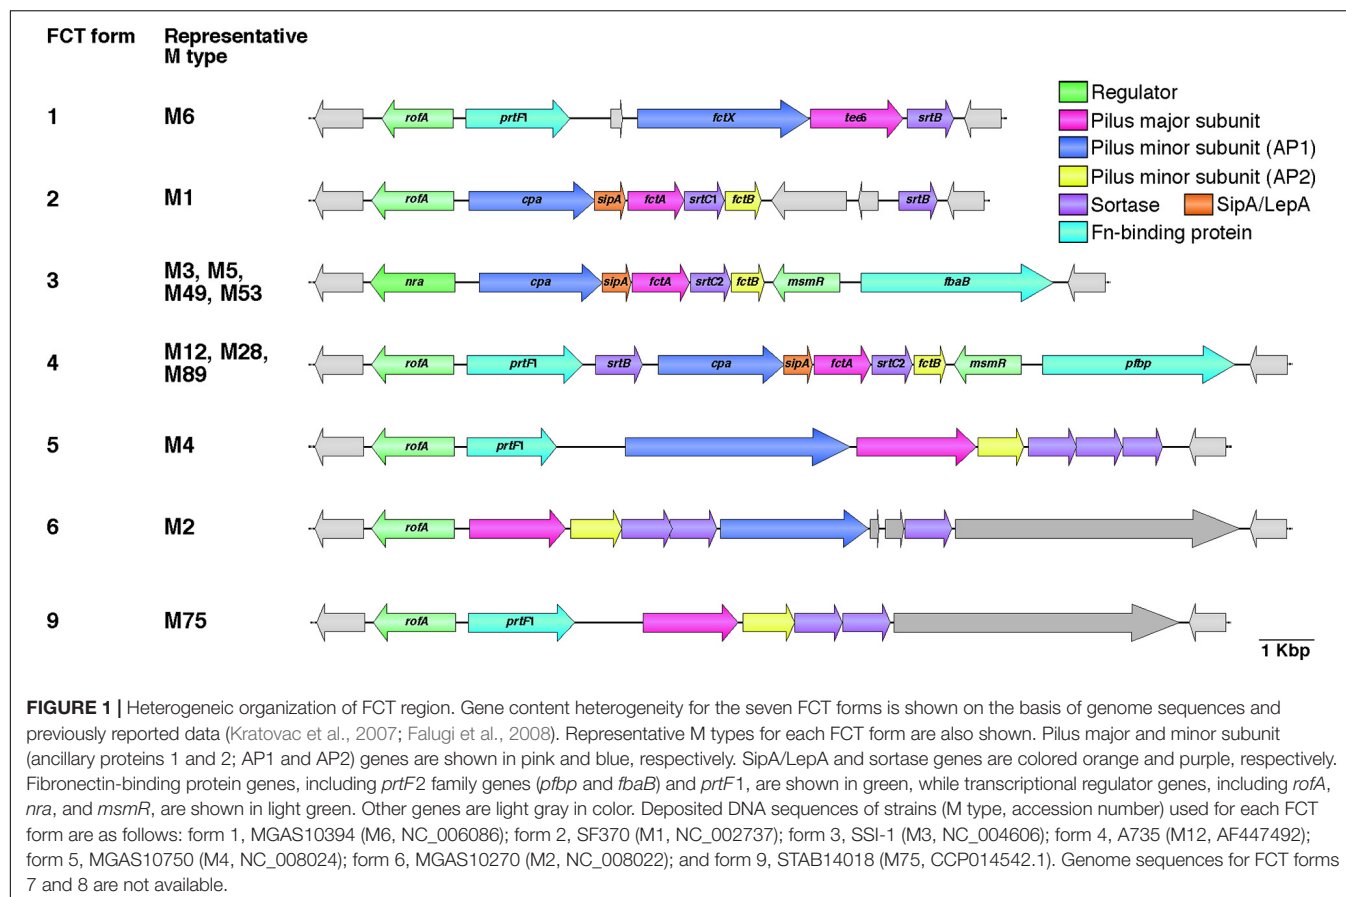 FCT form Representative M type
Regulator
Pilus major subunit
Pilus minor subunit (AP1)
Pilus minor subunit (AP2)
Sortase SipA/LepA
Fn-binding protein
1 M6 rofA prtF1 fctX tee6 srtB
2 M1 rofA cpa sipA fctA srtC1 fctB srtB
3 M3, M5, M49, M53 nra cpa sipA fctA srtC2 fctB msmR fbaB
4 M12, M28, M89 rofA prtF1 srtB cpa sipA fctA srtC2 fctB msmR pfbp
5 M4 rofA prtF1
6 M2 rofA
9 M75 rofA prtF1
1 Kbp
FIGURE 1 | Heterogeneic organization of FCT region. Gene content heterogeneity for the seven FCT forms is shown on the basis of genome sequences and
previously reported data (Kratovac et al., 2007; Falugi et al., 2008). Representative M types for each FCT form are also shown. Pilus major and minor subunit
(ancillary proteins 1 and 2; AP1 and AP2) genes are shown in pink and blue, respectively. SipA/LepA and sortase genes are colored orange and purple, respectively.
Fibronectin-binding protein genes, including prtF2 family genes (pfbp and fbaB) and prtF1, are shown in green, while transcriptional regulator genes, including rofA,
nra, and msmR, are shown in light green. Other genes are light gray in color. Deposited DNA sequences of strains (M type, accession number) used for each FCT
form are as follows: form 1, MGAS10394 (M6, NC_006086); form 2, SF370 (M1, NC_002737); form 3, SSI-1 (M3, NC_004606); form 4, A735 (M12, AF447492);
form 5, MGAS10750 (M4, NC_008024); form 6, MGAS10270 (M2, NC_008022); and form 9, STAB14018 (M75, CCP014542.1). Genome sequences for FCT forms
7 and 8 are not available.